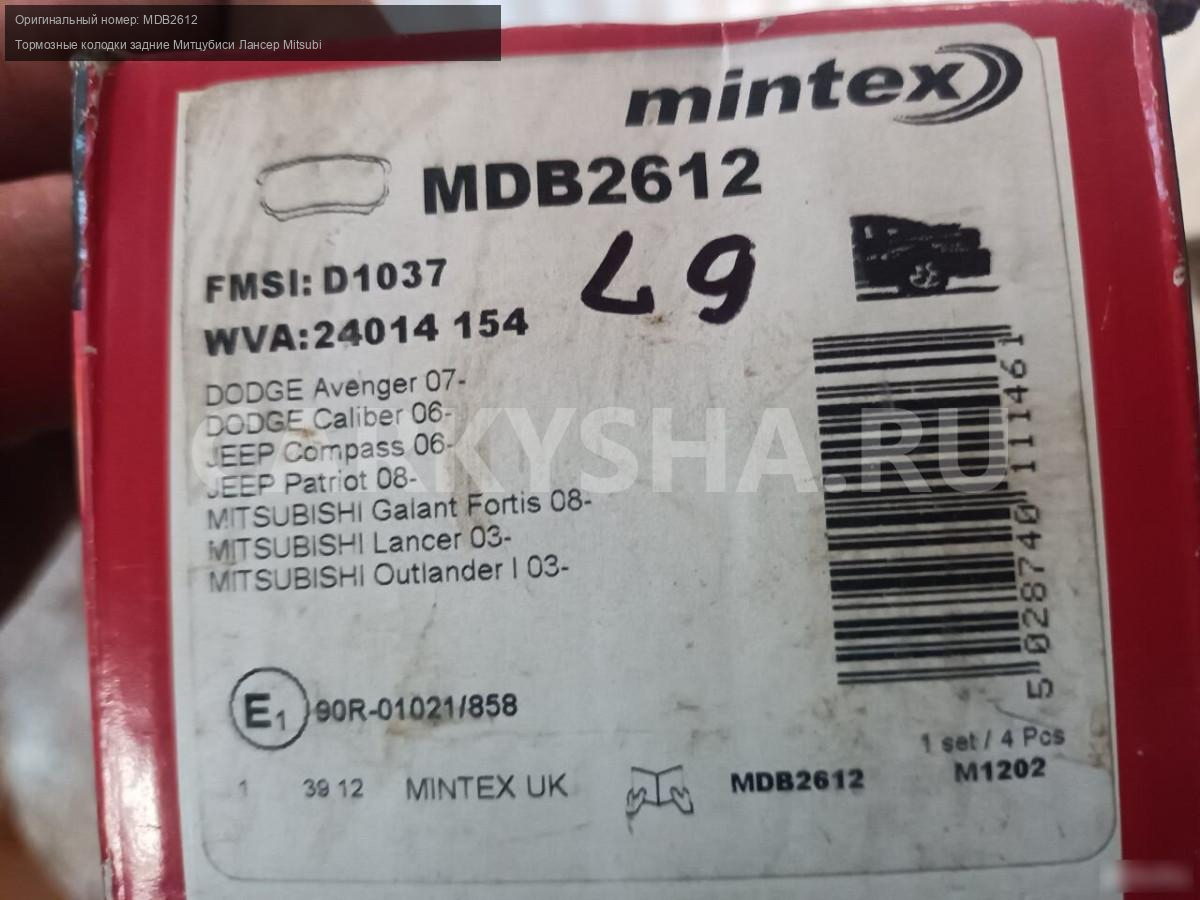 Оригинальный номер: MDB2612
Тормозные колодки задние Митцубиси Лансер Mitsubi
mintex
MDB2612
L9
FMSI: D1037
WVA:24014 154
DODGE Avenger 07-
DODGE Caliber 06-
JEEP Compass 06-
JEEP Patriot 08-
MITSUBISHI Galant Fortis 08-
MITSUBISHI Lancer 03-
MITSUBISHI Outlander I 03-
KYSHA.RU
5 028740 111461
E1 90R-01021/858
1 set / 4 Pcs
1 39 12 MINTEX UK MDB2612 M1202